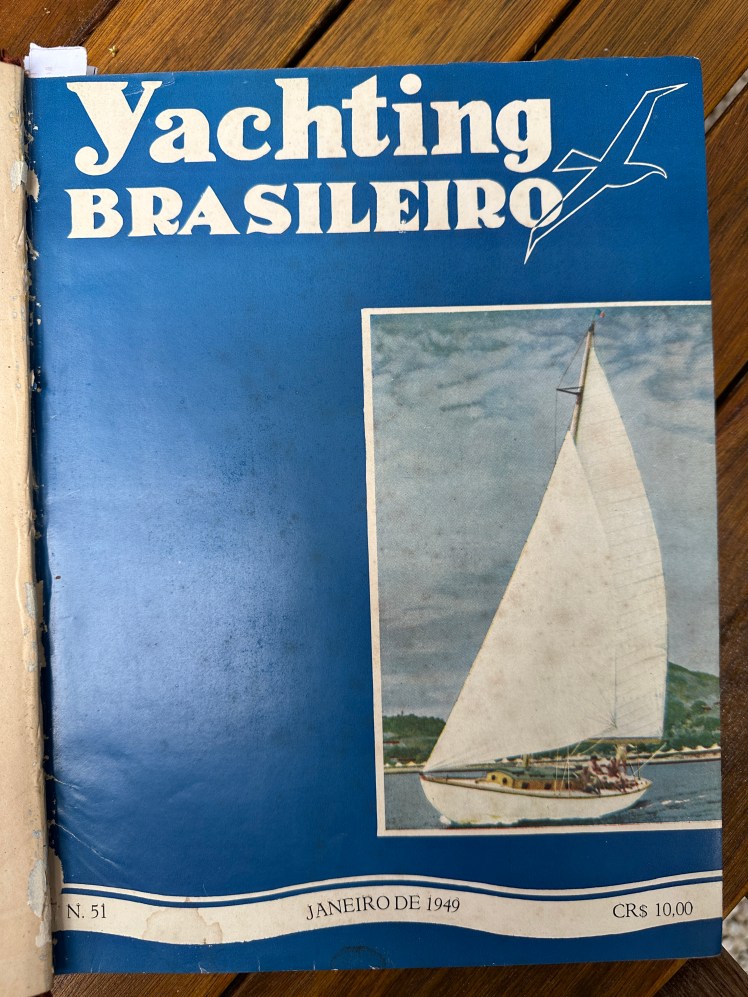 Yachting
BRASILEIRO
N. 51
JANEIRO DE 1949
CR$ 10,00